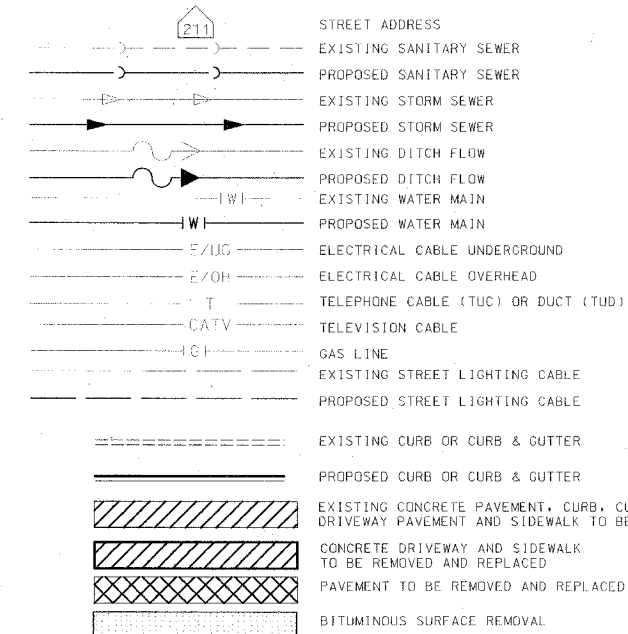 211 STREET ADDRESS
EXISTING SANITARY SEWER
PROPOSED SANITARY SEWER
EXISTING STORM SEWER
PROPOSED STORM SEWER
EXISTING DITCH FLOW
PROPOSED DITCH FLOW
W EXISTING WATER MAIN
W PROPOSED WATER MAIN
E/UG ELECTRICAL CABLE UNDERGROUND
E/OH ELECTRICAL CABLE OVERHEAD
T TELEPHONE CABLE (TUC) OR DUCT (TUD)
CATV TELEVISION CABLE
G GAS LINE
EXISTING STREET LIGHTING CABLE
PROPOSED STREET LIGHTING CABLE
EXISTING CURB OR CURB & GUTTER
PROPOSED CURB OR CURB & GUTTER
EXISTING CONCRETE PAVEMENT, CURB,
DRIVEWAY PAVEMENT AND SIDEWALK TO
CONCRETE DRIVEWAY AND SIDEWALK
TO BE REMOVED AND REPLACED
PAVEMENT TO BE REMOVED AND REPLACED
BITUMINOUS SURFACE REMOVAL